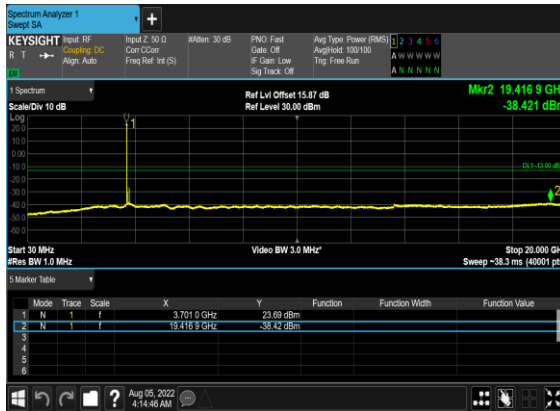 Spectrum Analyzer 1
Swept SA
KEYSIGHT Input: RF Input Z: 50 Ω #Atten: 30 dB PNO: Fast Avg Type: Power (RMS) 1 2 3 4 5 6
R T Coupling: DC Corr CCorr Gate: Off Avg|Hold: 100/100 A W W W W W
Align: Auto Freq Ref: Int (S) IF Gain: Low Trig: Free Run
LXI Sig Track: Off A N N N N N
1 Spectrum Ref Lvl Offset 15.87 dB Mkr2 19.416 9 GH
Scale/Div 10 dB Ref Level 30.00 dBm -38.421 dBr
Log
20.0
10.0
0.00
-10.0 DL1 -13.00 dB
-20.0
-30.0
-40.0
-50.0
-60.0
1
2
Start 30 MHz Video BW 3.0 MHz* Stop 20.000 GH
#Res BW 1.0 MHz Sweep ~38.3 ms (40001 pt
5 Marker Table
Mode Trace Scale X Y Function Function Width Function Value
1 N 1 f 3.701 0 GHz 23.69 dBm
2 N 1 f 19.416 9 GHz -38.42 dBm
3
4
5
6
? Aug 05, 2022
4:14:46 AM